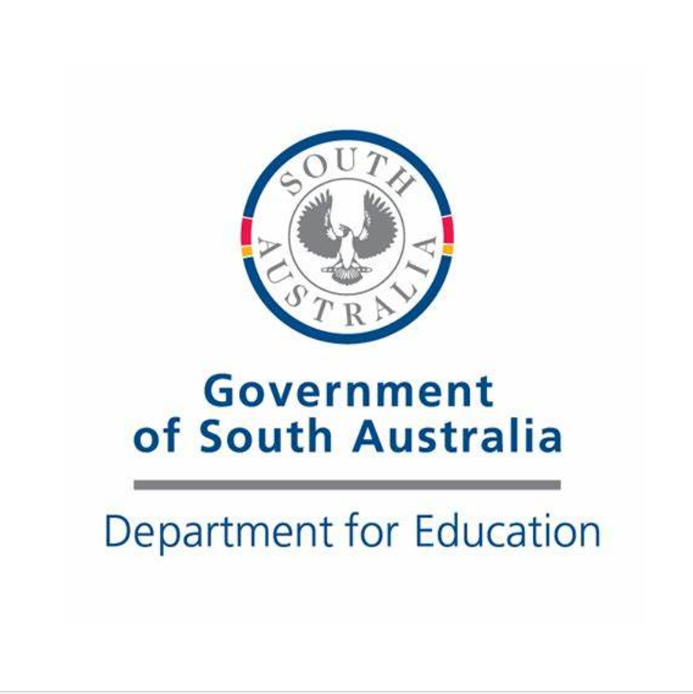 SOUTH
AUSTRALIA
Government
of South Australia
Department for Education